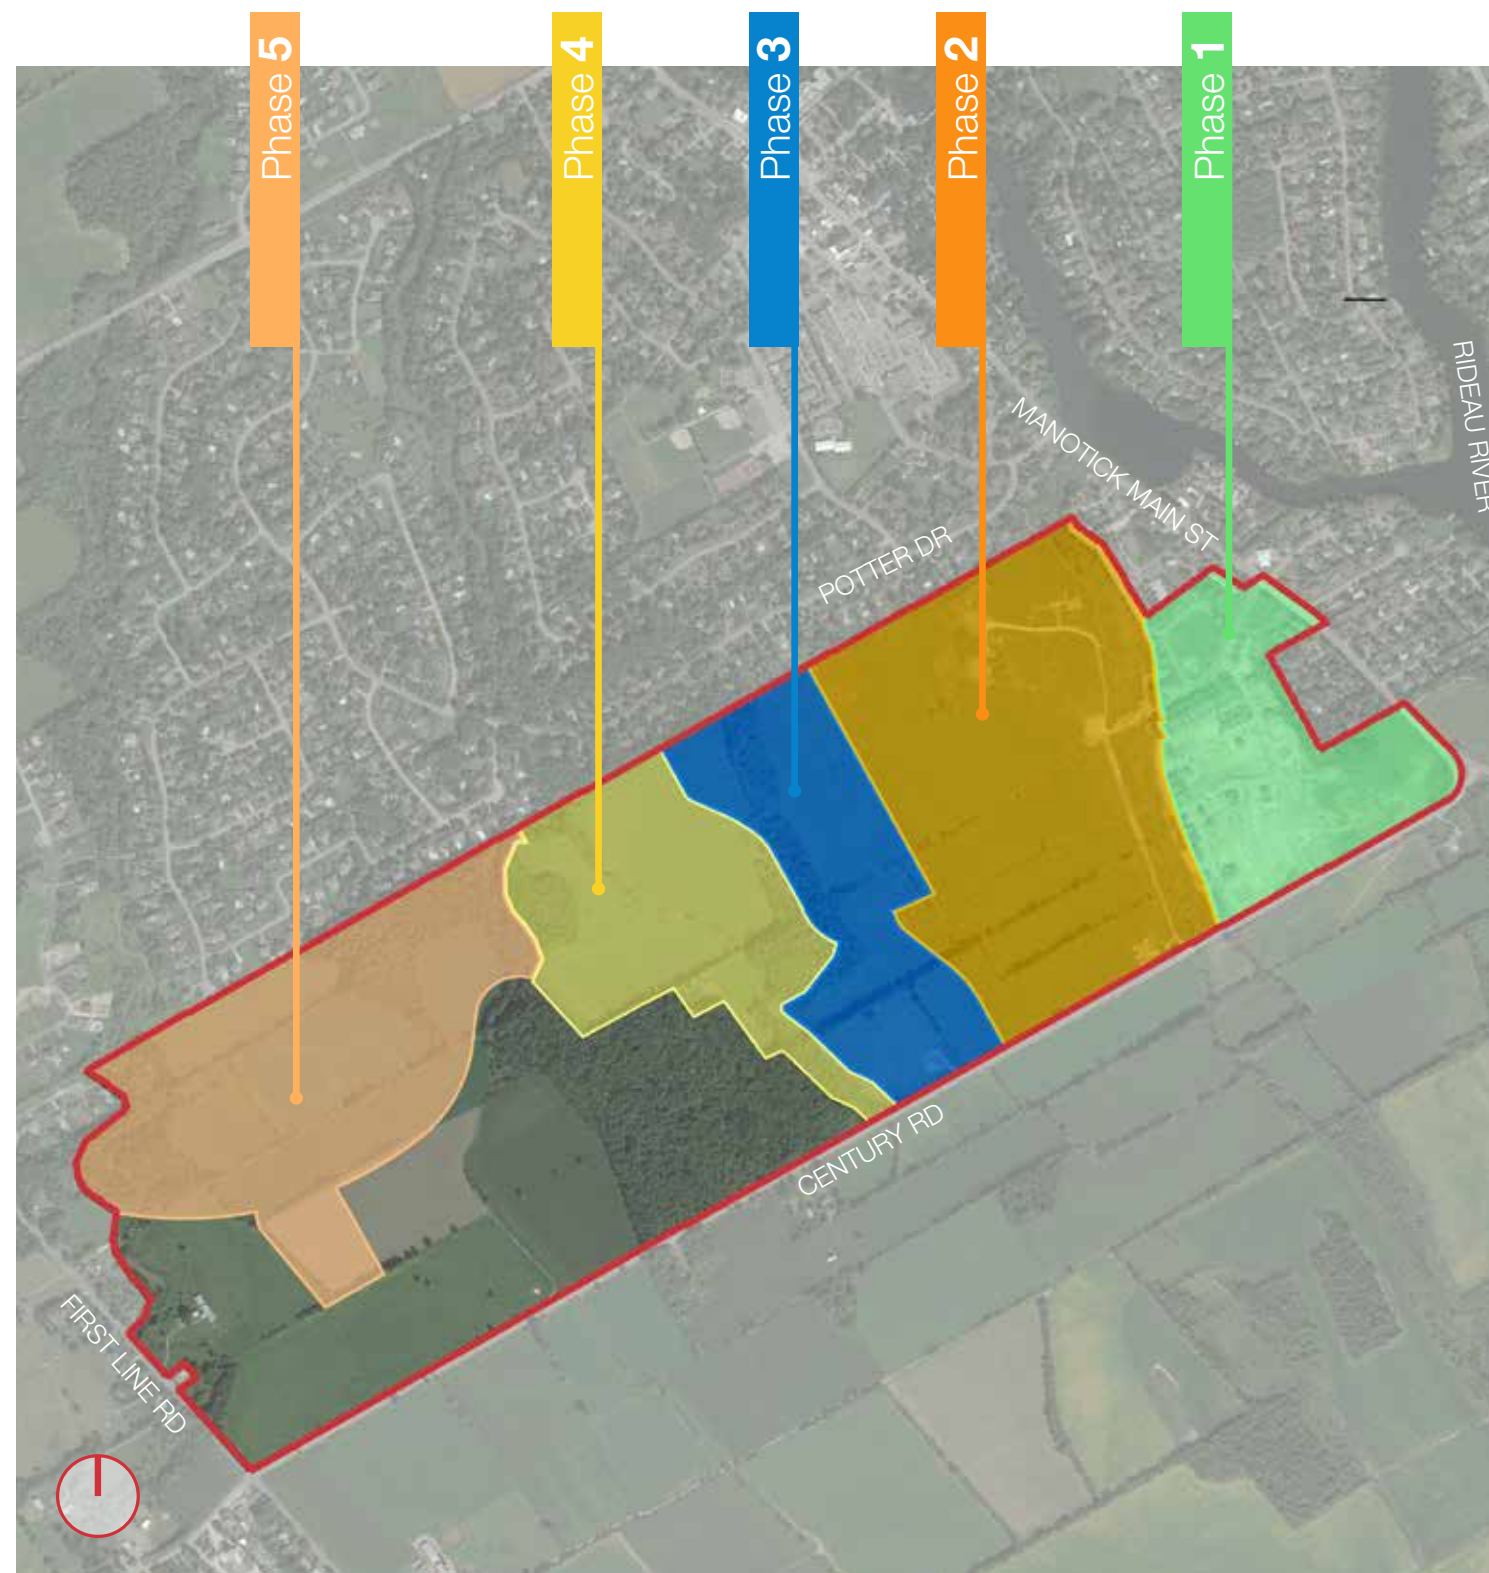 Phase 5
Phase 4
Phase 3
Phase 2
Phase 1
RIDEAU RIVER
MANOTICK MAIN ST
POTTER DR
CENTURY RD
FIRST LINE RD